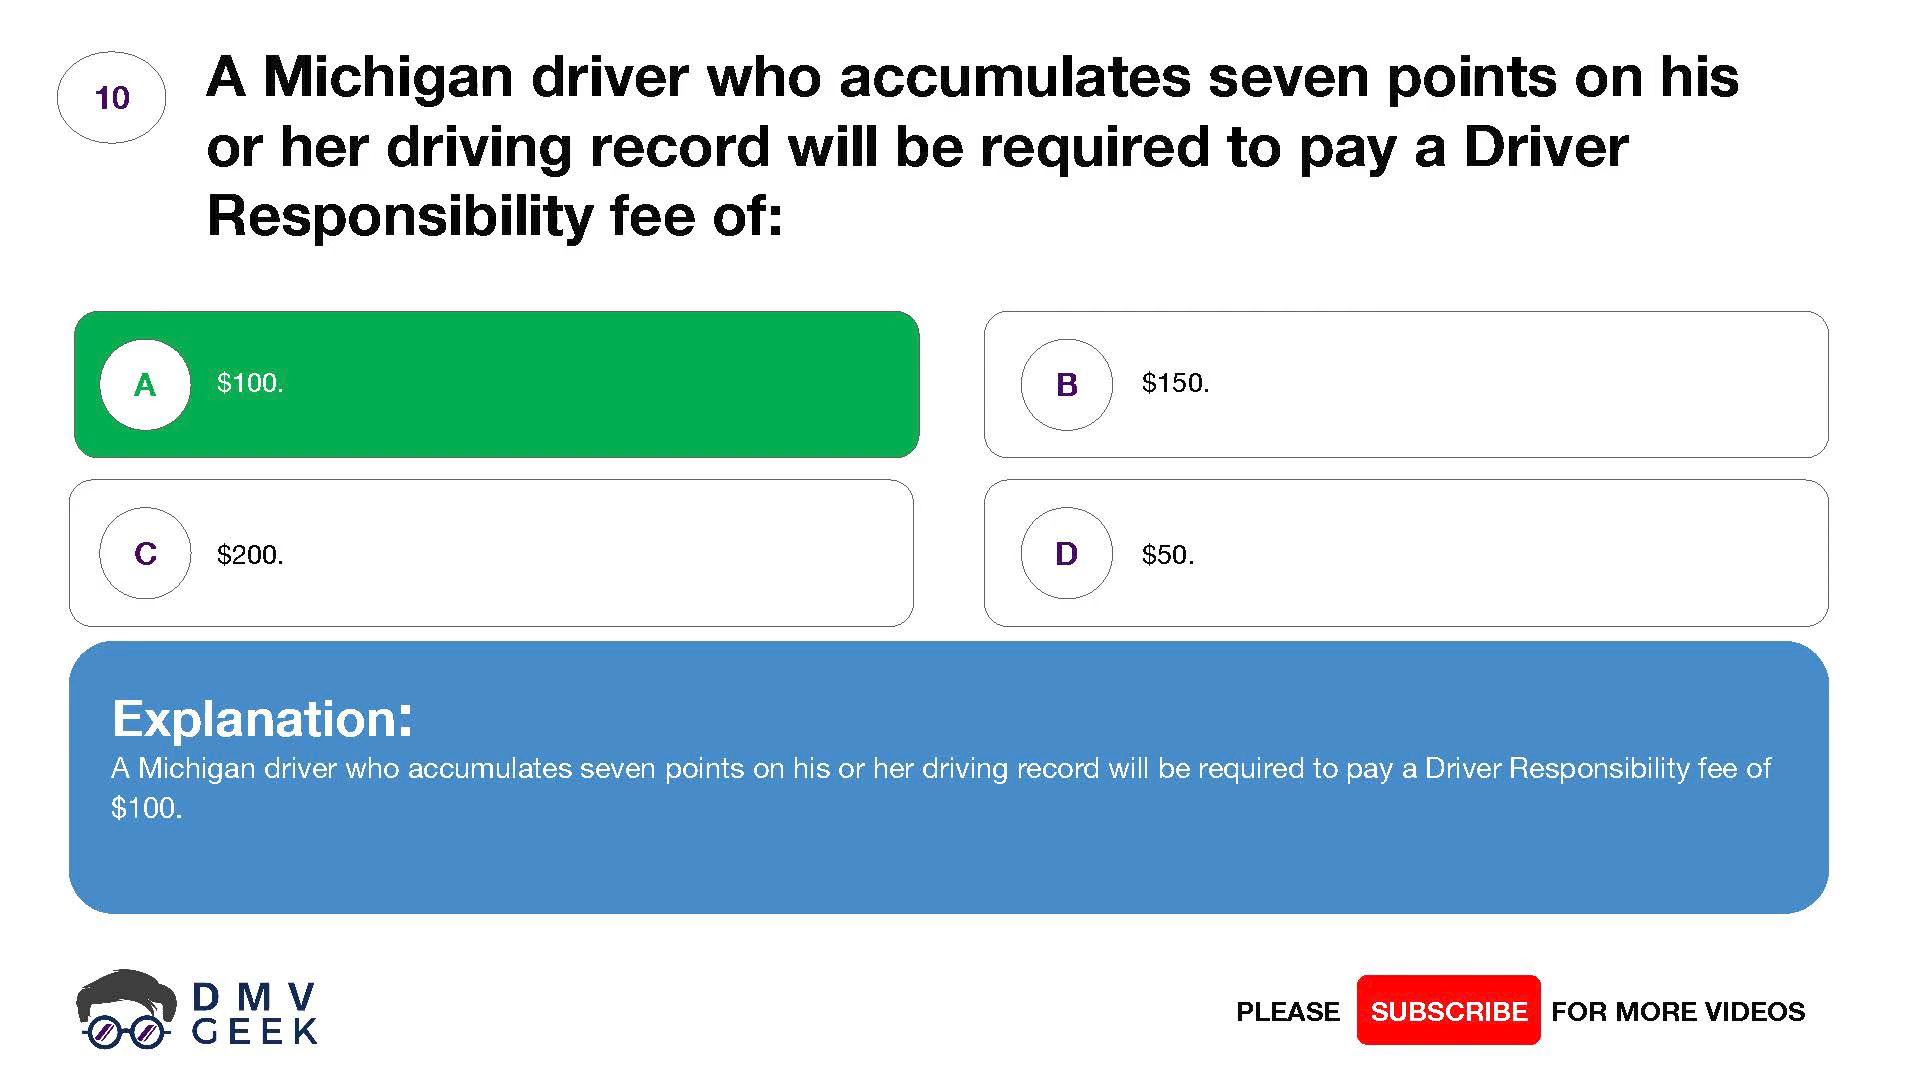 10
A Michigan driver who accumulates seven points on his
or her driving record will be required to pay a Driver
Responsibility fee of:
A
$100.
B
$150.
C
$200.
D
$50.
Explanation:
A Michigan driver who accumulates seven points on his or her driving record will be required to pay a Driver Responsibility fee of
$100.
DMV
GEEK
PLEASE SUBSCRIBE FOR MORE VIDEOS